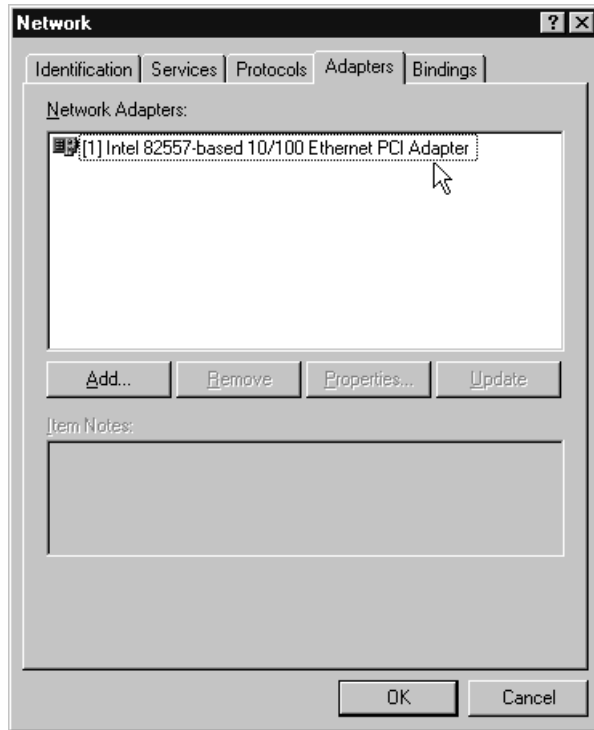 Network
Identification Services Protocols Adapters Bindings
Network Adapters:
[1] Intel 82557-based 10/100 Ethernet PCI Adapter
Add... Remove Properties... Update
Item Notes:
OK Cancel